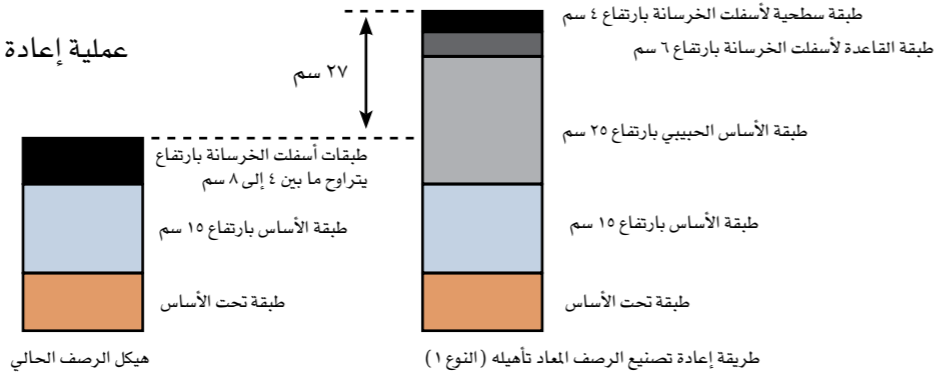 عملية إعادة
طبقة سطحية لأسفلت الخرسانة بارتفاع ٤ سم
طبقة القاعدة لأسفلت الخرسانة بارتفاع ٦ سم
٢٧ سم
طبقة الأساس الحبيبي بارتفاع ٢٥ سم
طبقات أسفلت الخرسانة بارتفاع
يتراوح ما بين ٤ إلى ٨ سم
طبقة الأساس بارتفاع ١٥ سم
طبقة الأساس بارتفاع ١٥ سم
طبقة تحت الأساس
طبقة تحت الأساس
طريقة إعادة تصنيع الرصف المعاد تأهيله (النوع ١)
هيكل الرصف الحالي